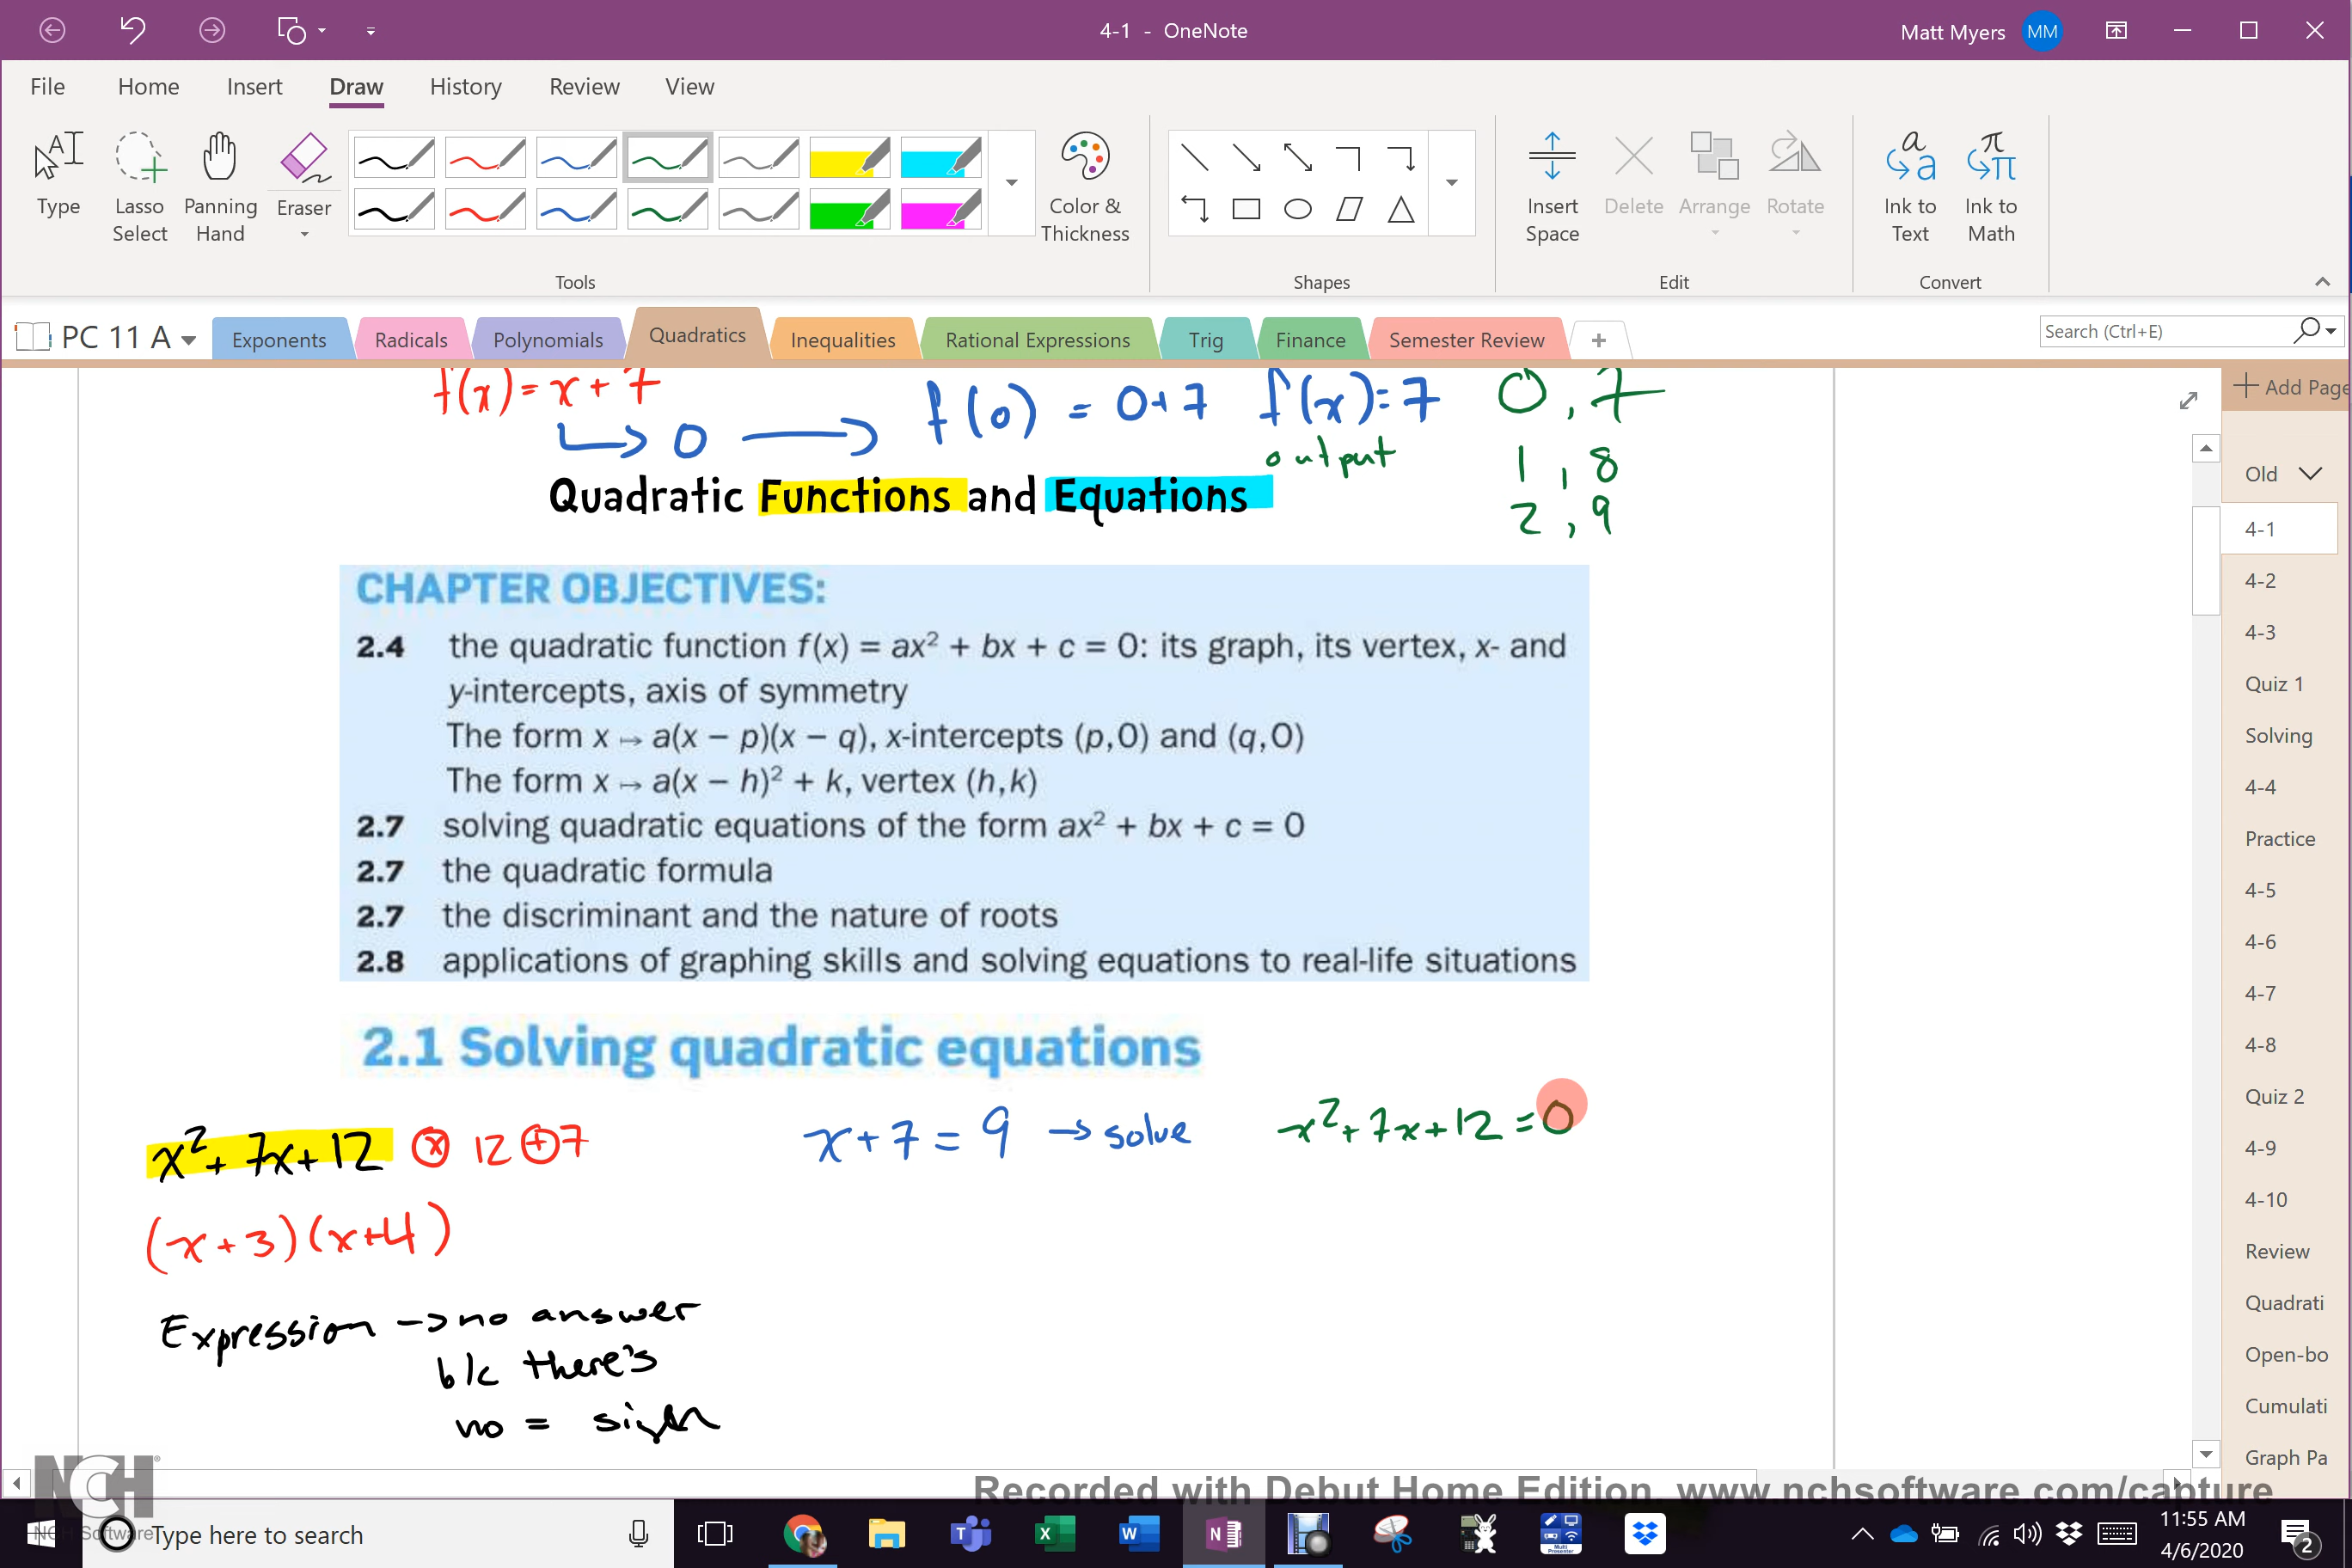 4-1 - OneNote
Matt Myers MM
File Home Insert Draw History Review View
Type
Lasso Select
Panning Hand
Eraser
Color & Thickness
Insert Space
Delete
Arrange
Rotate
Ink to Text
Ink to Math
Tools
Shapes
Edit
Convert
PC 11 A
Exponents Radicals Polynomials Quadratics Inequalities Rational Expressions Trig Finance Semester Review +
Search (Ctrl+E)
f(x) = x + 7
→ 0 → f(0) = 0+7 f(x)=7 0, 7
output 1, 8
Quadratic Functions and Equations 2, 9
CHAPTER OBJECTIVES:
2.4 the quadratic function f(x) = ax² + bx + c = 0: its graph, its vertex, x- and
y-intercepts, axis of symmetry
The form x ↦ a(x − p)(x − q), x-intercepts (p,0) and (q,0)
The form x ↦ a(x − h)² + k, vertex (h,k)
2.7 solving quadratic equations of the form ax² + bx + c = 0
2.7 the quadratic formula
2.7 the discriminant and the nature of roots
2.8 applications of graphing skills and solving equations to real-life situations
2.1 Solving quadratic equations
x² + 7x + 12 ⊗ 12 ⊕ 7 x + 7 = 9 → solve x² + 7x + 12 = 0
(x + 3)(x + 4)
Expression → no answer
b/c there's
no = sign
+ Add Page
Old
4-1
4-2
4-3
Quiz 1
Solving
4-4
Practice
4-5
4-6
4-7
4-8
Quiz 2
4-9
4-10
Review
Quadrati
Open-bo
Cumulati
Graph Pa
NCH
NCH Software
Recorded with Debut Home Edition. www.nchsoftware.com/capture
Type here to search
11:55 AM
4/6/2020
2